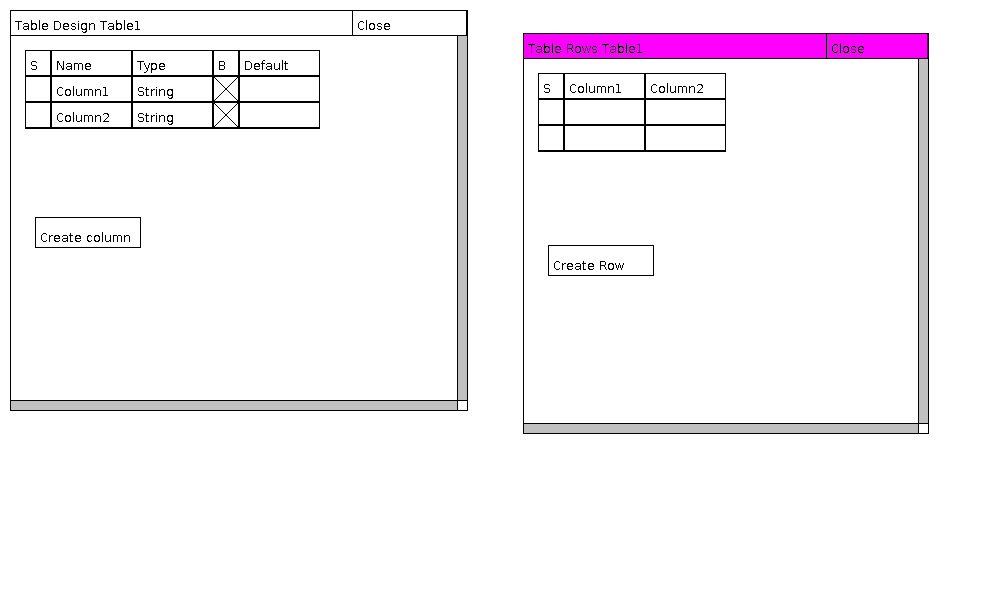 Table Design Table1 Close
S Name Type B Default
Column1 String
Column2 String
Create column
Table Rows Table1 Close
S Column1 Column2
Create Row